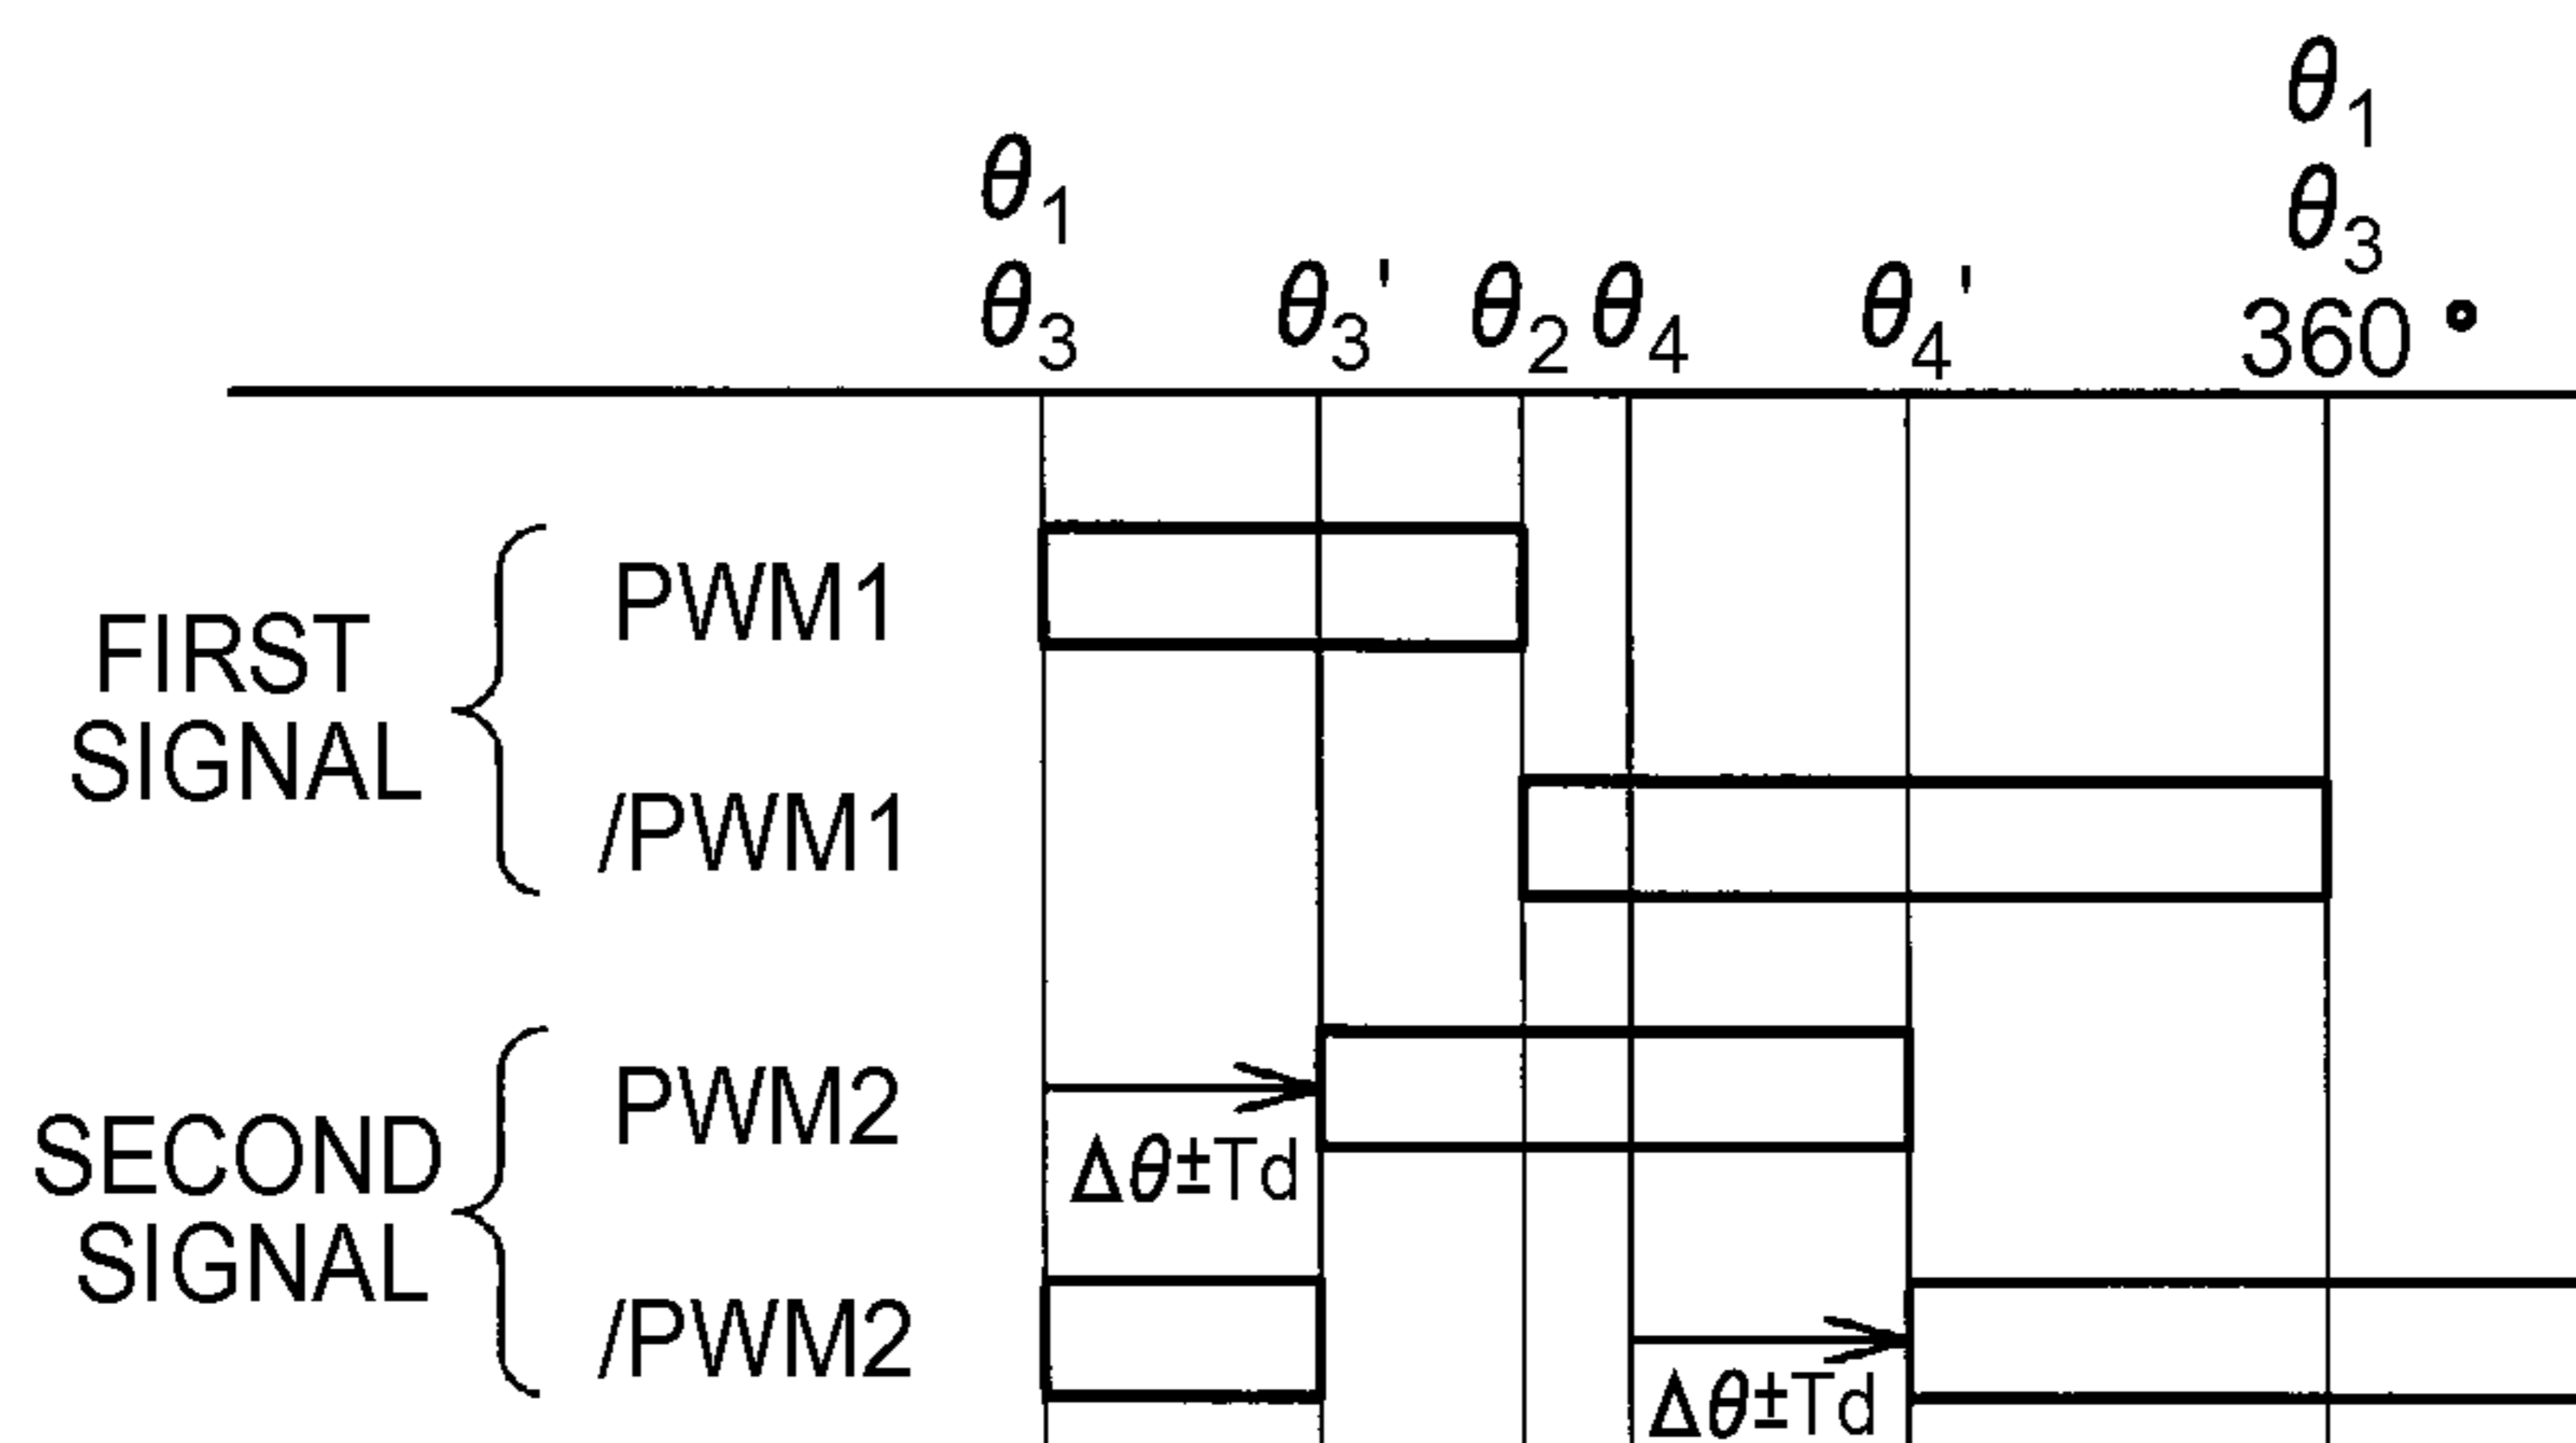 θ1 θ1
θ3 θ3' θ2 θ4 θ4' θ3
360°
FIRST SIGNAL
PWM1
/PWM1
SECOND SIGNAL
PWM2
Δθ±Td
/PWM2
Δθ±Td